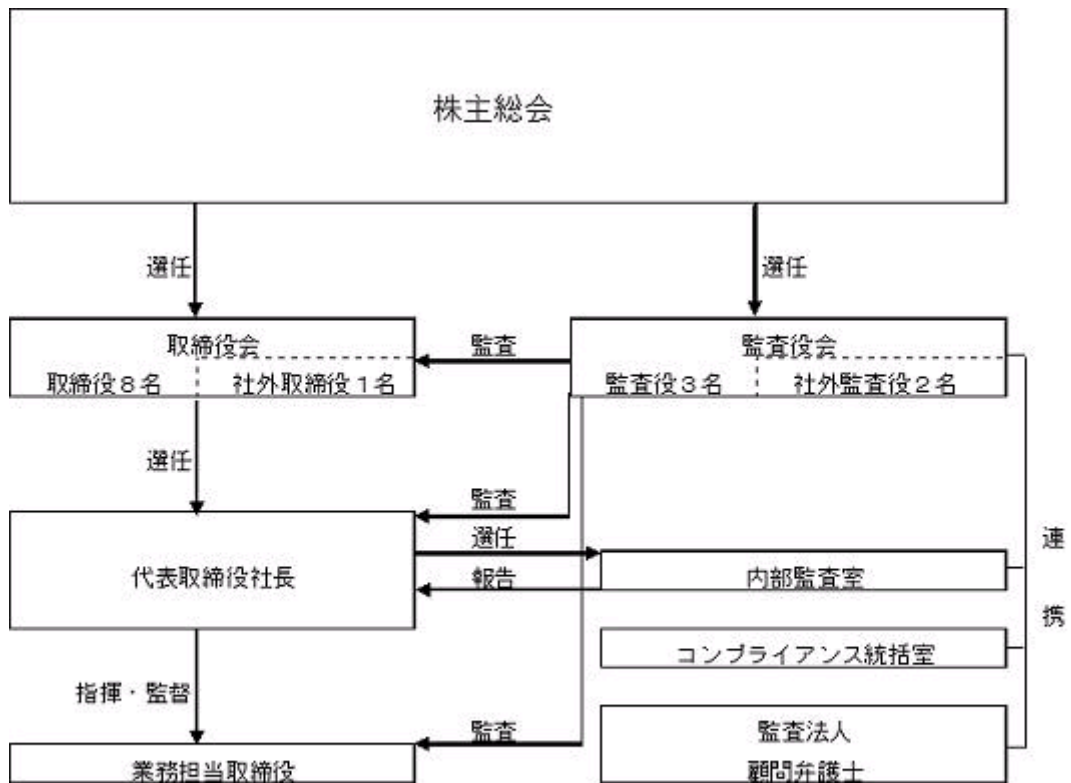 株主総会
選任
選任
取締役会
取締役8名
社外取締役1名
監査
監査役会
監査役3名
社外監査役2名
選任
監査
選任
報告
代表取締役社長
内部監査室
連
携
コンプライアンス統括室
指揮・監督
監査
監査法人
顧問弁護士
業務担当取締役